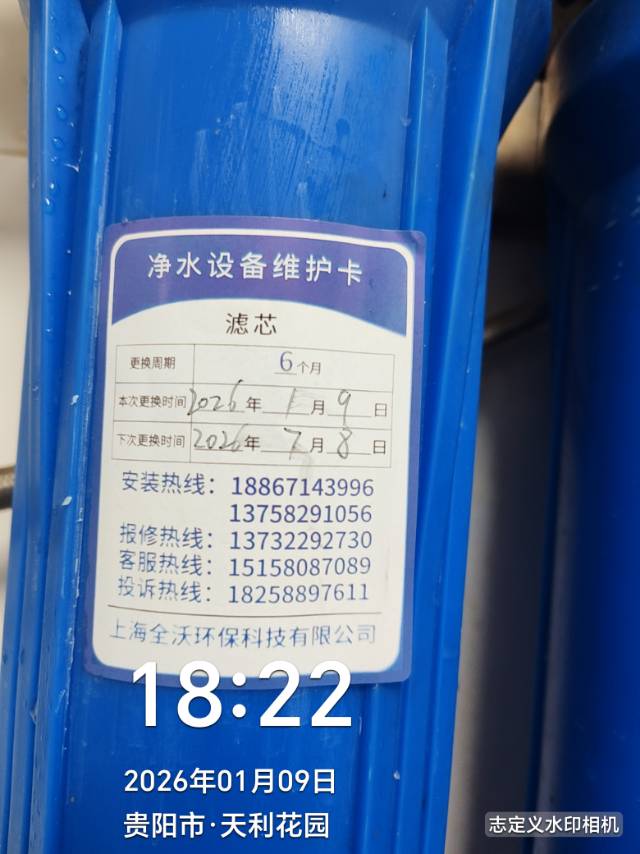 净水设备维护卡
滤芯
更换周期 6个月
本次更换时间 2026年 1月 9日
下次更换时间 2026年 7月 8日
安装热线：18867143996
13758291056
报修热线：13732292730
客服热线：15158087089
投诉热线：18258897611
上海全沃环保科技有限公司
18:22
2026年01月09日
贵阳市·天利花园
志定义水印相机